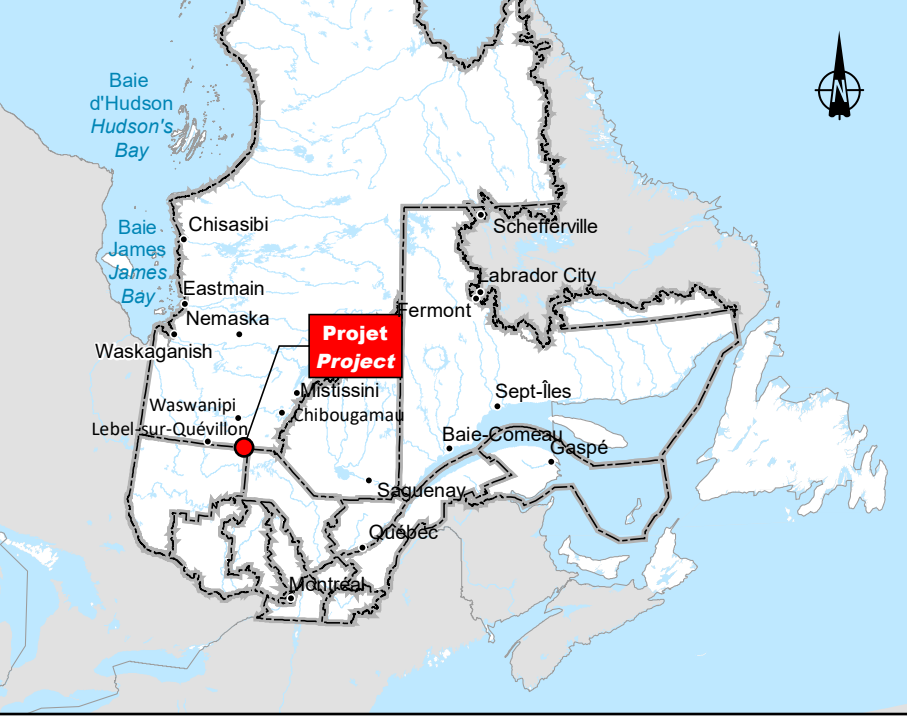 Baie
d'Hudson
Hudson's
Bay
N
Baie
James
James
Bay
Chisasibi
Schefferville
Eastmain
Labrador City
Nemaska
Fermont
Projet
Project
Waskaganish
Mistissini
Sept-Îles
Waswanipi
Chibougamau
Lebel-sur-Quévillon
Baie-Comeau
Gaspé
Saguenay
Québec
Montréal